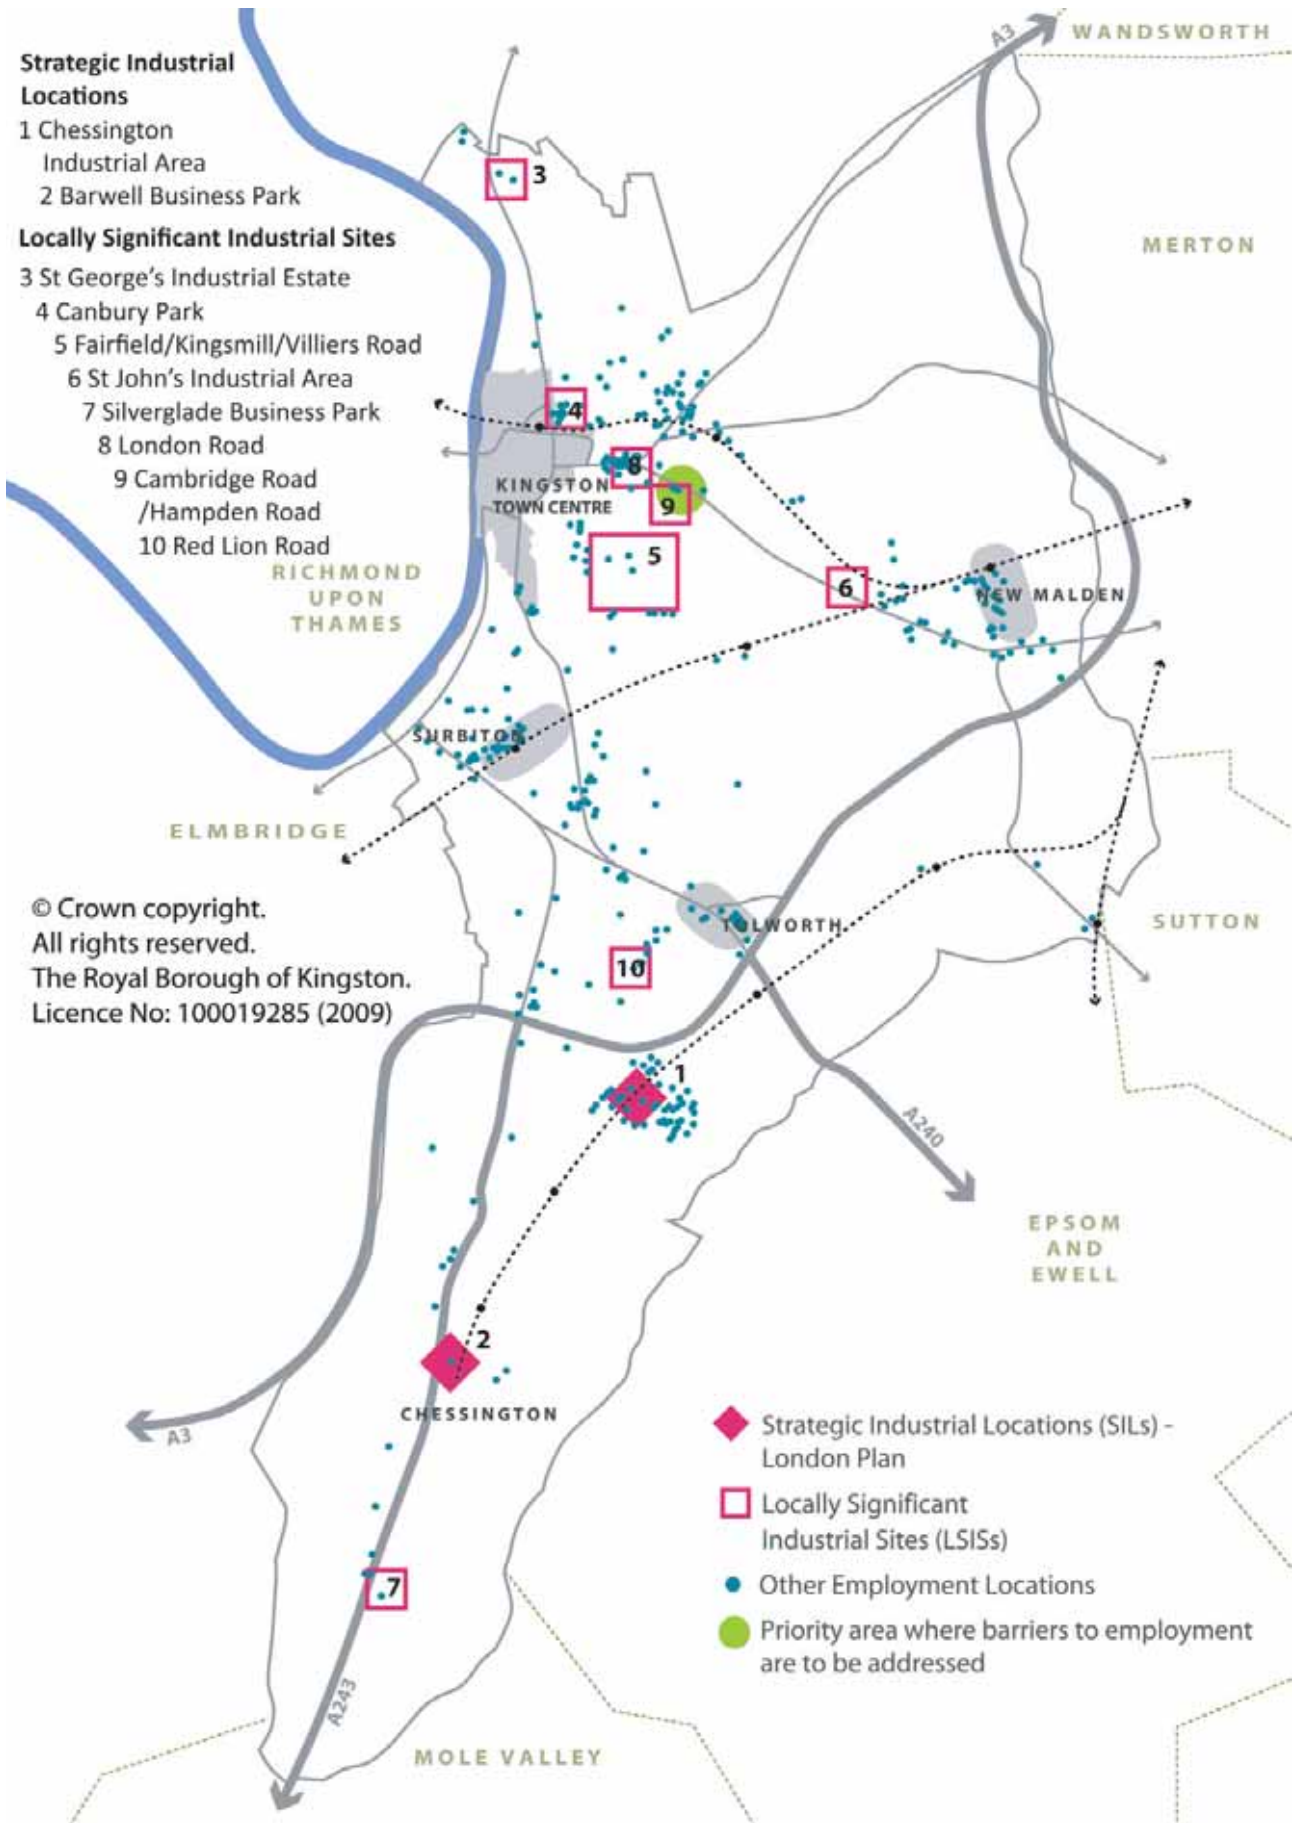 Strategic Industrial
Locations
1 Chessington
Industrial Area
2 Barwell Business Park
Locally Significant Industrial Sites
3 St George's Industrial Estate
4 Canbury Park
5 Fairfield/Kingsmill/Villiers Road
6 St John's Industrial Area
7 Silverglade Business Park
8 London Road
9 Cambridge Road
/Hampden Road
10 Red Lion Road
A3
WANDSWORTH
3
MERTON
4
8
KINGSTON
TOWN CENTRE
9
5
6
NEW MALDEN
RICHMOND
UPON
THAMES
SURBITON
ELMBRIDGE
© Crown copyright.
All rights reserved.
The Royal Borough of Kingston.
Licence No: 100019285 (2009)
TOLWORTH
SUTTON
10
1
A240
EPSOM
AND
EWELL
2
CHESSINGTON
A3
7
A243
MOLE VALLEY
Strategic Industrial Locations (SILs) -
London Plan
Locally Significant
Industrial Sites (LSISs)
Other Employment Locations
Priority area where barriers to employment
are to be addressed